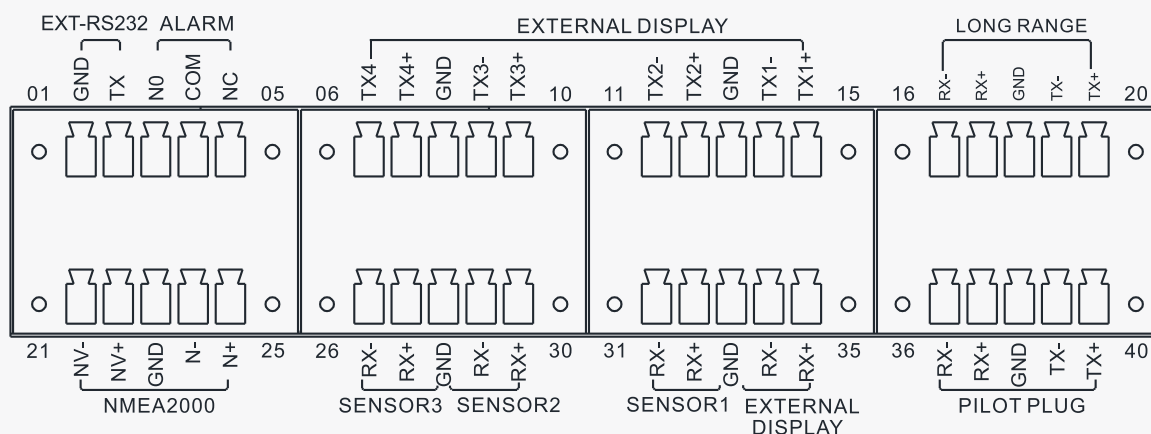 EXT-RS232 ALARM EXTERNAL DISPLAY LONG RANGE
01 GND TX N0 COM NC 05 06 TX4- TX4+ GND TX3- TX3+ 10 11 TX2- TX2+ GND TX1- TX1+ 15 16 RX- RX+ GND TX- TX+ 20
21 NV- NV+ GND N- N+ 25 26 RX- RX+ GND RX- RX+ 30 31 RX- RX+ GND RX- RX+ 35 36 RX- RX+ GND TX- TX+ 40
NMEA2000 SENSOR3 SENSOR2 SENSOR1 EXTERNAL PILOT PLUG
DISPLAY